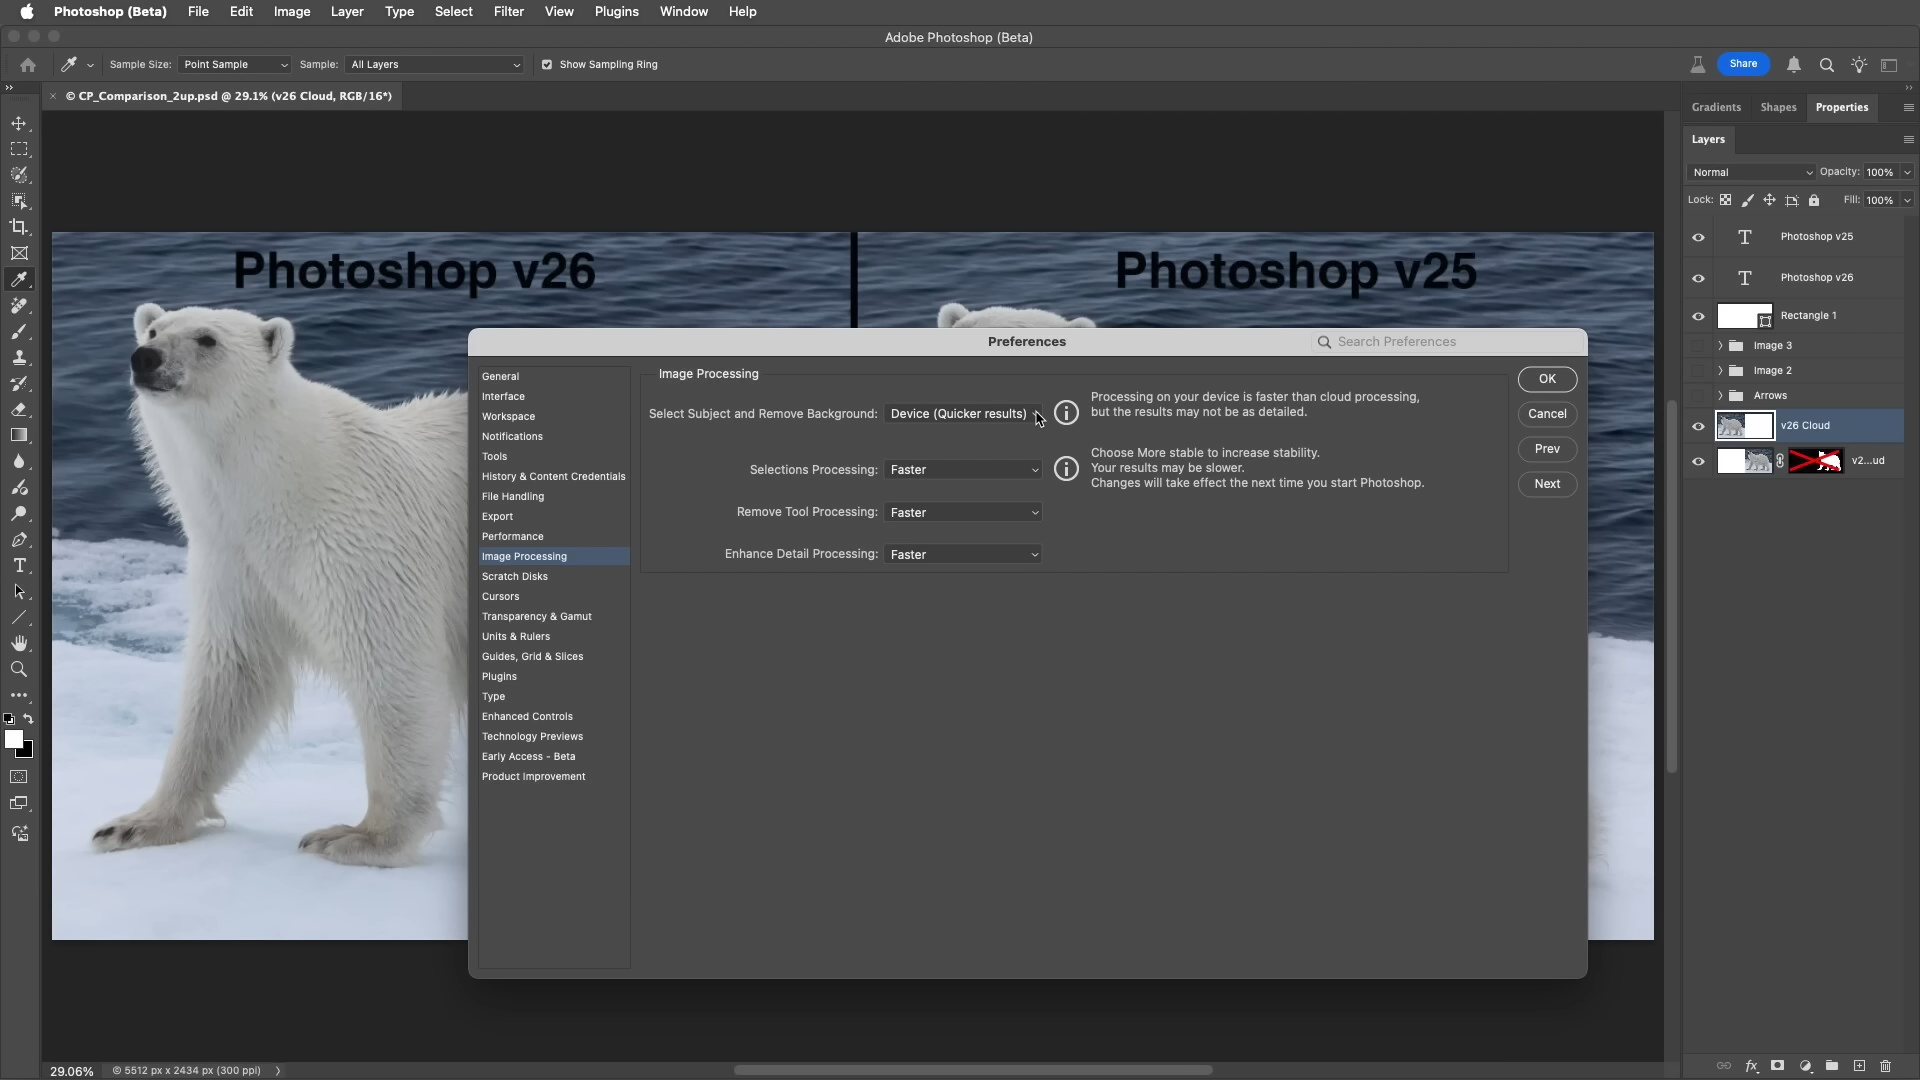 Photoshop (Beta) File Edit Image Layer Type Select Filter View Plugins Window Help
Adobe Photoshop (Beta)
Sample Size: Point Sample Sample: All Layers Show Sampling Ring Share
© CP_Comparison_2up.psd @ 29.1% (v26 Cloud, RGB/16*)
Gradients Shapes Properties
Layers
Normal Opacity: 100%
Lock: Fill: 100%
Photoshop v25
Photoshop v26
Rectangle 1
Image 3
Image 2
Arrows
v26 Cloud
v2...ud
Photoshop v26
Photoshop v25
Preferences
Search Preferences
General
Interface
Workspace
Notifications
Tools
History & Content Credentials
File Handling
Export
Performance
Image Processing
Scratch Disks
Cursors
Transparency & Gamut
Units & Rulers
Guides, Grid & Slices
Plugins
Type
Enhanced Controls
Technology Previews
Early Access - Beta
Product Improvement
Image Processing
Select Subject and Remove Background: Device (Quicker results)
Processing on your device is faster than cloud processing,
but the results may not be as detailed.
Selections Processing: Faster
Choose More stable to increase stability.
Your results may be slower.
Changes will take effect the next time you start Photoshop.
Remove Tool Processing: Faster
Enhance Detail Processing: Faster
OK
Cancel
Prev
Next
29.06% © 5512 px x 2434 px (300 ppi)